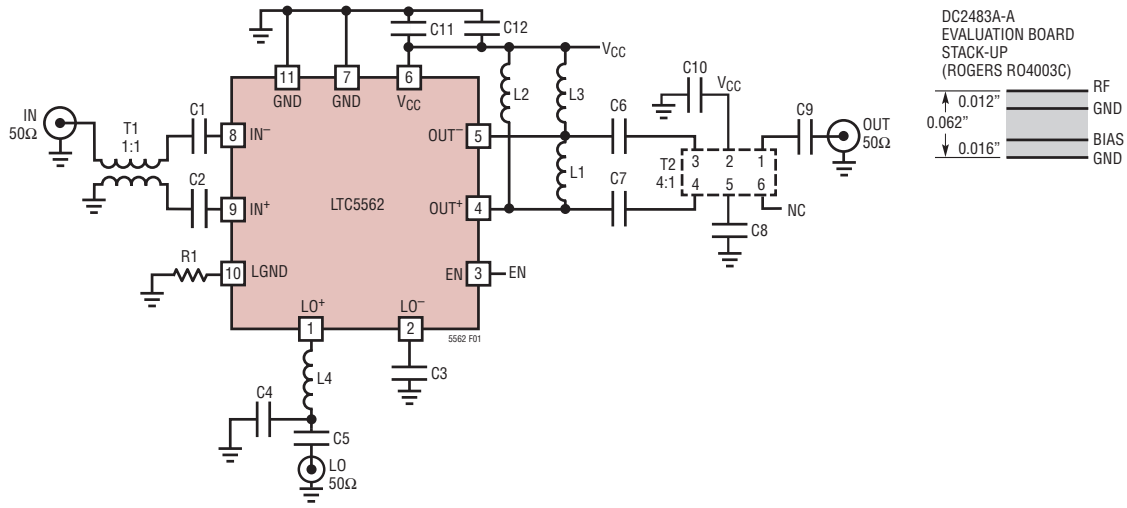 DC2483A-A
EVALUATION BOARD
STACK-UP
(ROGERS RO4003C)
RF
0.012”
GND
0.062”
BIAS
0.016”
GND
C11
C12
VCC
11
7
6
GND
GND
VCC
L2
L3
C10
VCC
IN
50Ω
T1
1:1
C1
8
IN−
OUT−
5
C6
C9
OUT
50Ω
L1
T2
4:1
3
2
1
4
5
6
C2
9
IN+
LTC5562
OUT+
4
C7
NC
C8
R1
10
LGND
EN
3
EN
LO+
LO−
1
2
5562 F01
L4
C3
C4
C5
LO
50Ω